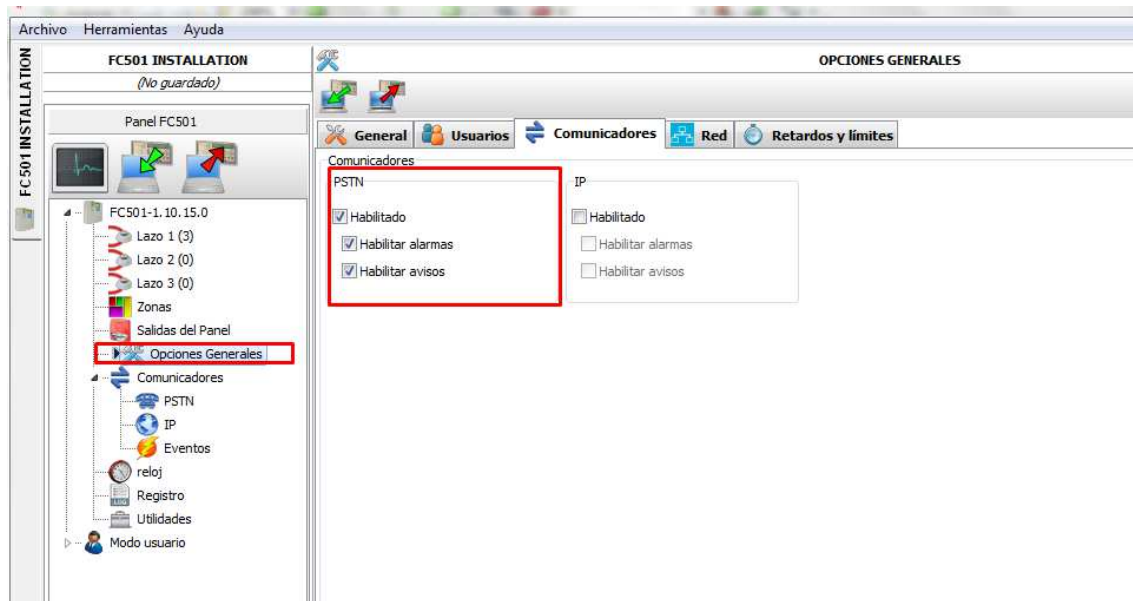 Archivo Herramientas Ayuda
FC501 INSTALLATION
FC501 INSTALLATION
(No guardado)
Panel FC501
FC501-1.10.15.0
Lazo 1 (3)
Lazo 2 (0)
Lazo 3 (0)
Zonas
Salidas del Panel
Opciones Generales
Comunicadores
PSTN
IP
Eventos
reloj
LOG
Registro
Utilidades
Modo usuario
OPCIONES GENERALES
General Usuarios Comunicadores Red Retardos y límites
Comunicadores
PSTN
Habilitado
Habilitar alarmas
Habilitar avisos
IP
Habilitado
Habilitar alarmas
Habilitar avisos